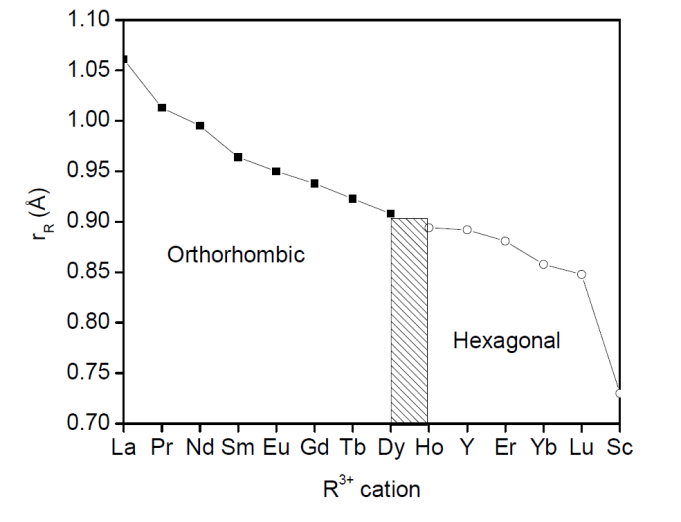 1.10
1.05
1.00
0.95
0.90
0.85
0.80
0.75
0.70
r_R (Å)
Orthorhombic
Hexagonal
La Pr Nd Sm Eu Gd Tb Dy Ho Y Er Yb Lu Sc
R³⁺ cation